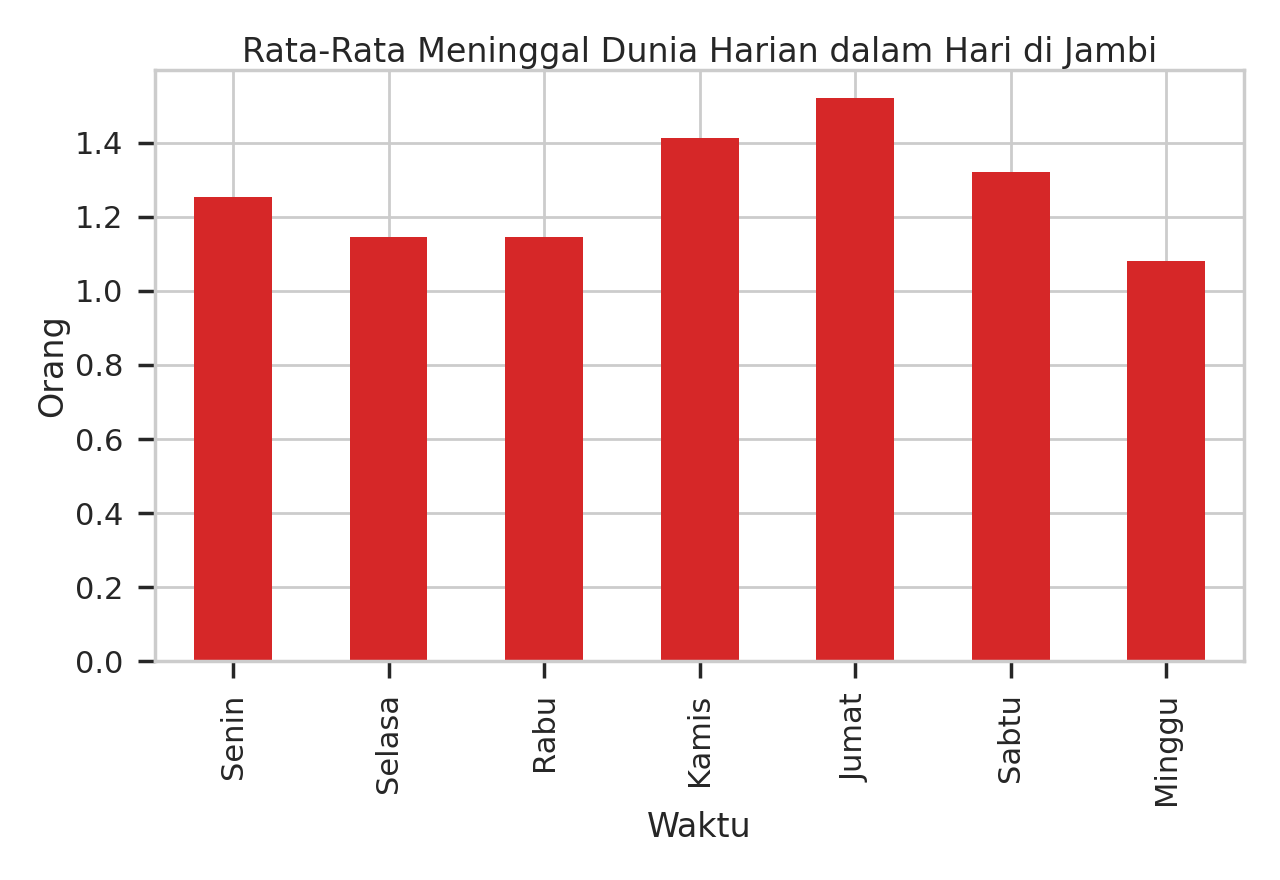 Rata-Rata Meninggal Dunia Harian dalam Hari di Jambi
1.4
1.2
1.0
0.8
0.6
0.4
0.2
0.0
Orang
Senin
Selasa
Rabu
Kamis
Jumat
Sabtu
Minggu
Waktu